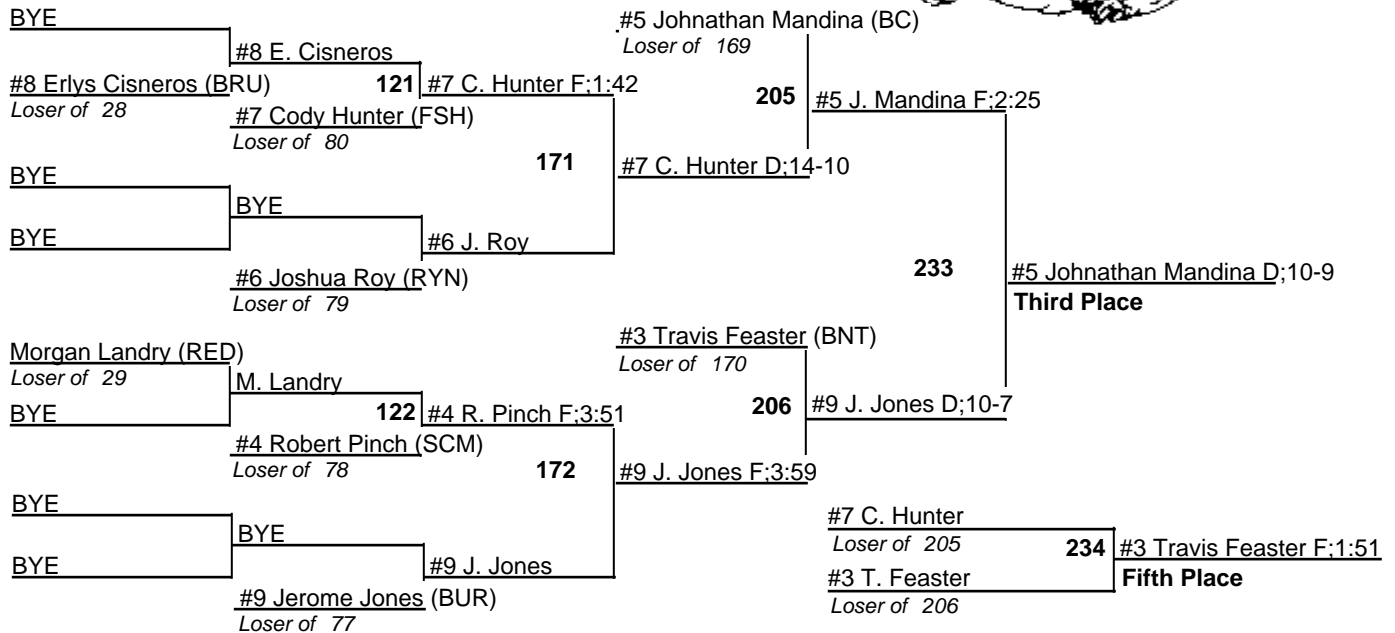 BYE
#8 E. Cisneros
#8 Erlys Cisneros (BRU)
Loser of 28
121
#7 C. Hunter F;1:42
#7 Cody Hunter (FSH)
Loser of 80
171
BYE
BYE
BYE
#6 J. Roy
#6 Joshua Roy (RYN)
Loser of 79
#5 Johnathan Mandina (BC)
Loser of 169
205
#5 J. Mandina F;2:25
#7 C. Hunter D;14-10
233
#5 Johnathan Mandina D;10-9
Third Place
Morgan Landry (RED)
Loser of 29
M. Landry
BYE
122
#4 R. Pinch F;3:51
#4 Robert Pinch (SCM)
Loser of 78
172
BYE
BYE
BYE
#9 J. Jones
#9 Jerome Jones (BUR)
Loser of 77
#3 Travis Feaster (BNT)
Loser of 170
206
#9 J. Jones D;10-7
#9 J. Jones F;3:59
#7 C. Hunter
Loser of 205
234
#3 Travis Feaster F;1:51
Fifth Place
#3 T. Feaster
Loser of 206